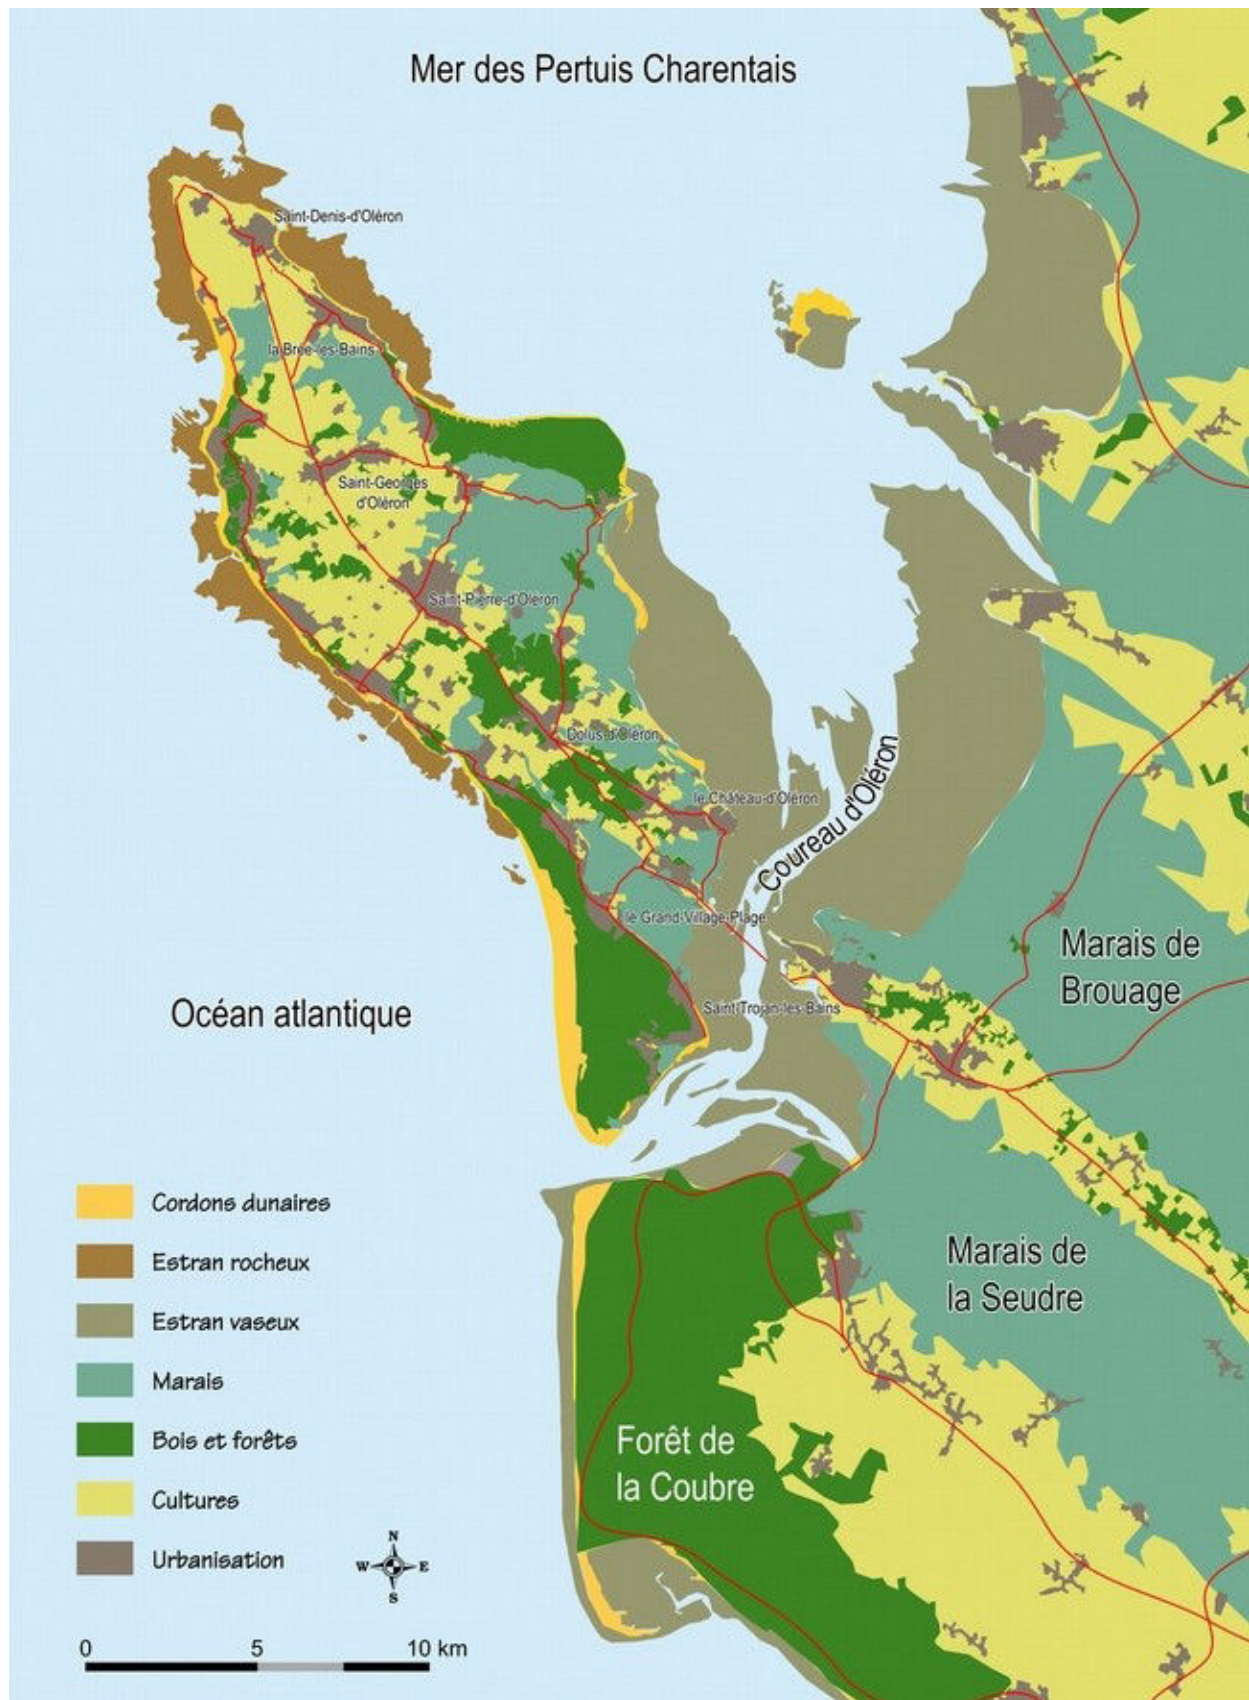 Mer des Pertuis Charentais
Saint-Denis-d'Oléron
la Brée-les-Bains
Saint-Georges
d'Oléron
Saint-Pierre-d'Oleron
Dolus-d'Oléron
le Château-d'Oléron
Coureau d'Oléron
le Grand-Village-Plage
Marais de
Brouage
Océan atlantique
Saint-Trojan-les-Bains
Cordons dunaires
Estran rocheux
Estran vaseux
Marais
Bois et forêts
Cultures
Urbanisation
Marais de
la Seudre
Forêt de
la Coubre
N
W E
S
0 5 10 km